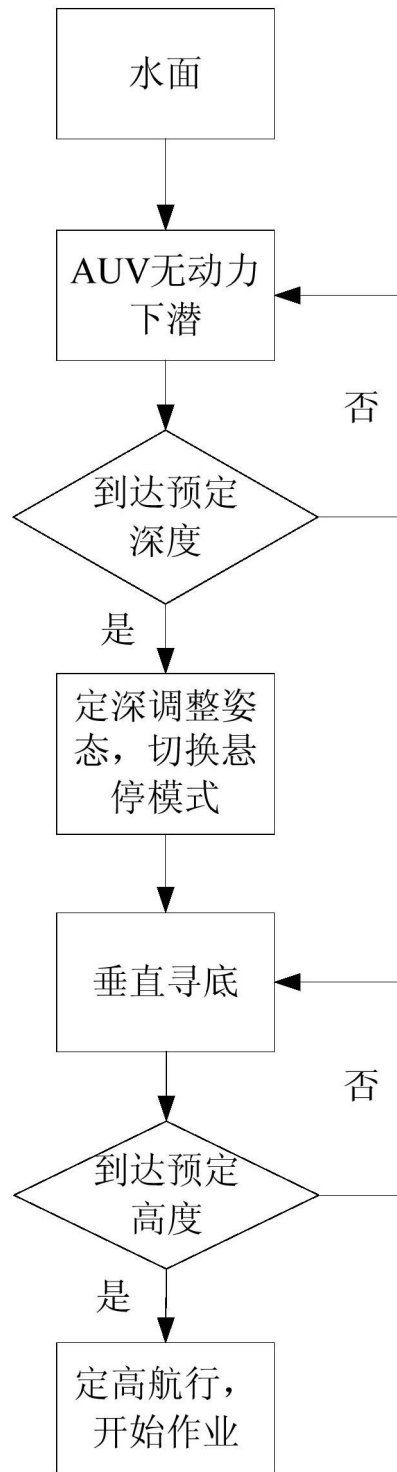 水面
AUV无动力
下潜
否
到达预定
深度
是
定深调整姿
态，切换悬
停模式
垂直寻底
否
到达预定
高度
是
定高航行，
开始作业